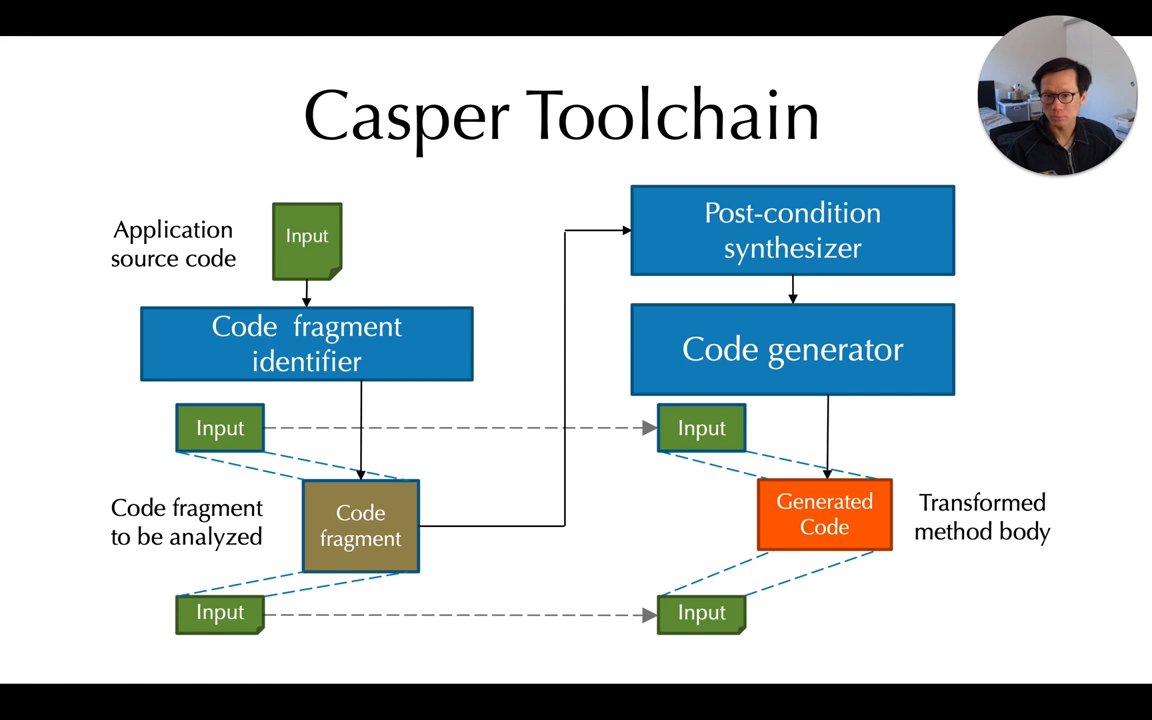 Casper Toolchain
Application
source code
Input
Code fragment
identifier
Input
Code fragment
to be analyzed
Code
fragment
Input
Post-condition
synthesizer
Code generator
Input
Generated
Code
Transformed
method body
Input